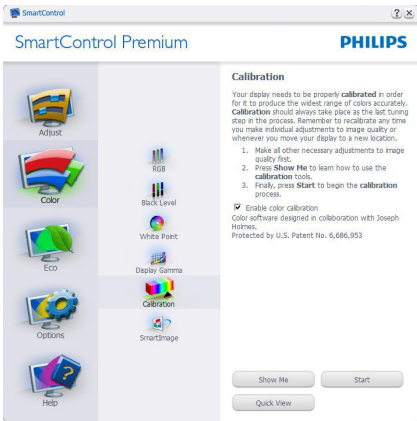 SmartControl
SmartControl Premium
PHILIPS
Adjust
Color
Eco
Options
Help
RGB
Black Level
White Point
Display Gamma
Calibration
SmartImage
Calibration
Your display needs to be properly calibrated in order
for it to produce the widest range of colors accurately.
Calibration should always take place as the last tuning
step in the process. Remember to recalibrate any time
you make individual adjustments to image quality or
whenever you move your display to a new location.
1. Make all other necessary adjustments to image
quality first.
2. Press Show Me to learn how to use the
calibration tools.
3. Finally, press Start to begin the calibration
process.
Enable color calibration
Color software designed in collaboration with Joseph
Holmes.
Protected by U.S. Patent No. 6,686,953
Show Me
Start
Quick View